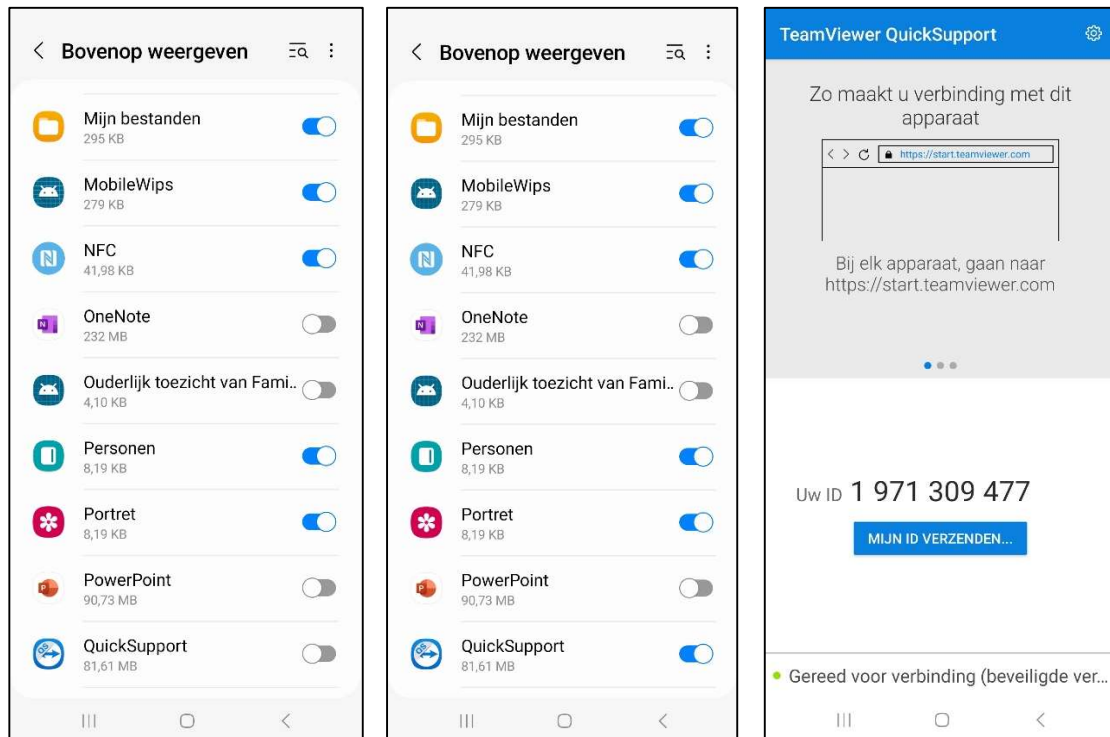 Bovenop weergeven
Mijn bestanden
295 KB
MobileWips
279 KB
NFC
41,98 KB
OneNote
232 MB
Ouderlijk toezicht van Fami..
4,10 KB
Personen
8,19 KB
Portret
8,19 KB
PowerPoint
90,73 MB
QuickSupport
81,61 MB
Bovenop weergeven
Mijn bestanden
295 KB
MobileWips
279 KB
NFC
41,98 KB
OneNote
232 MB
Ouderlijk toezicht van Fami..
4,10 KB
Personen
8,19 KB
Portret
8,19 KB
PowerPoint
90,73 MB
QuickSupport
81,61 MB
TeamViewer QuickSupport
Zo maakt u verbinding met dit
apparaat
https://start.teamviewer.com
Bij elk apparaat, gaan naar
https://start.teamviewer.com
Uw ID 1 971 309 477
MIJN ID VERZENDEN...
Gereed voor verbinding (beveiligde ver...